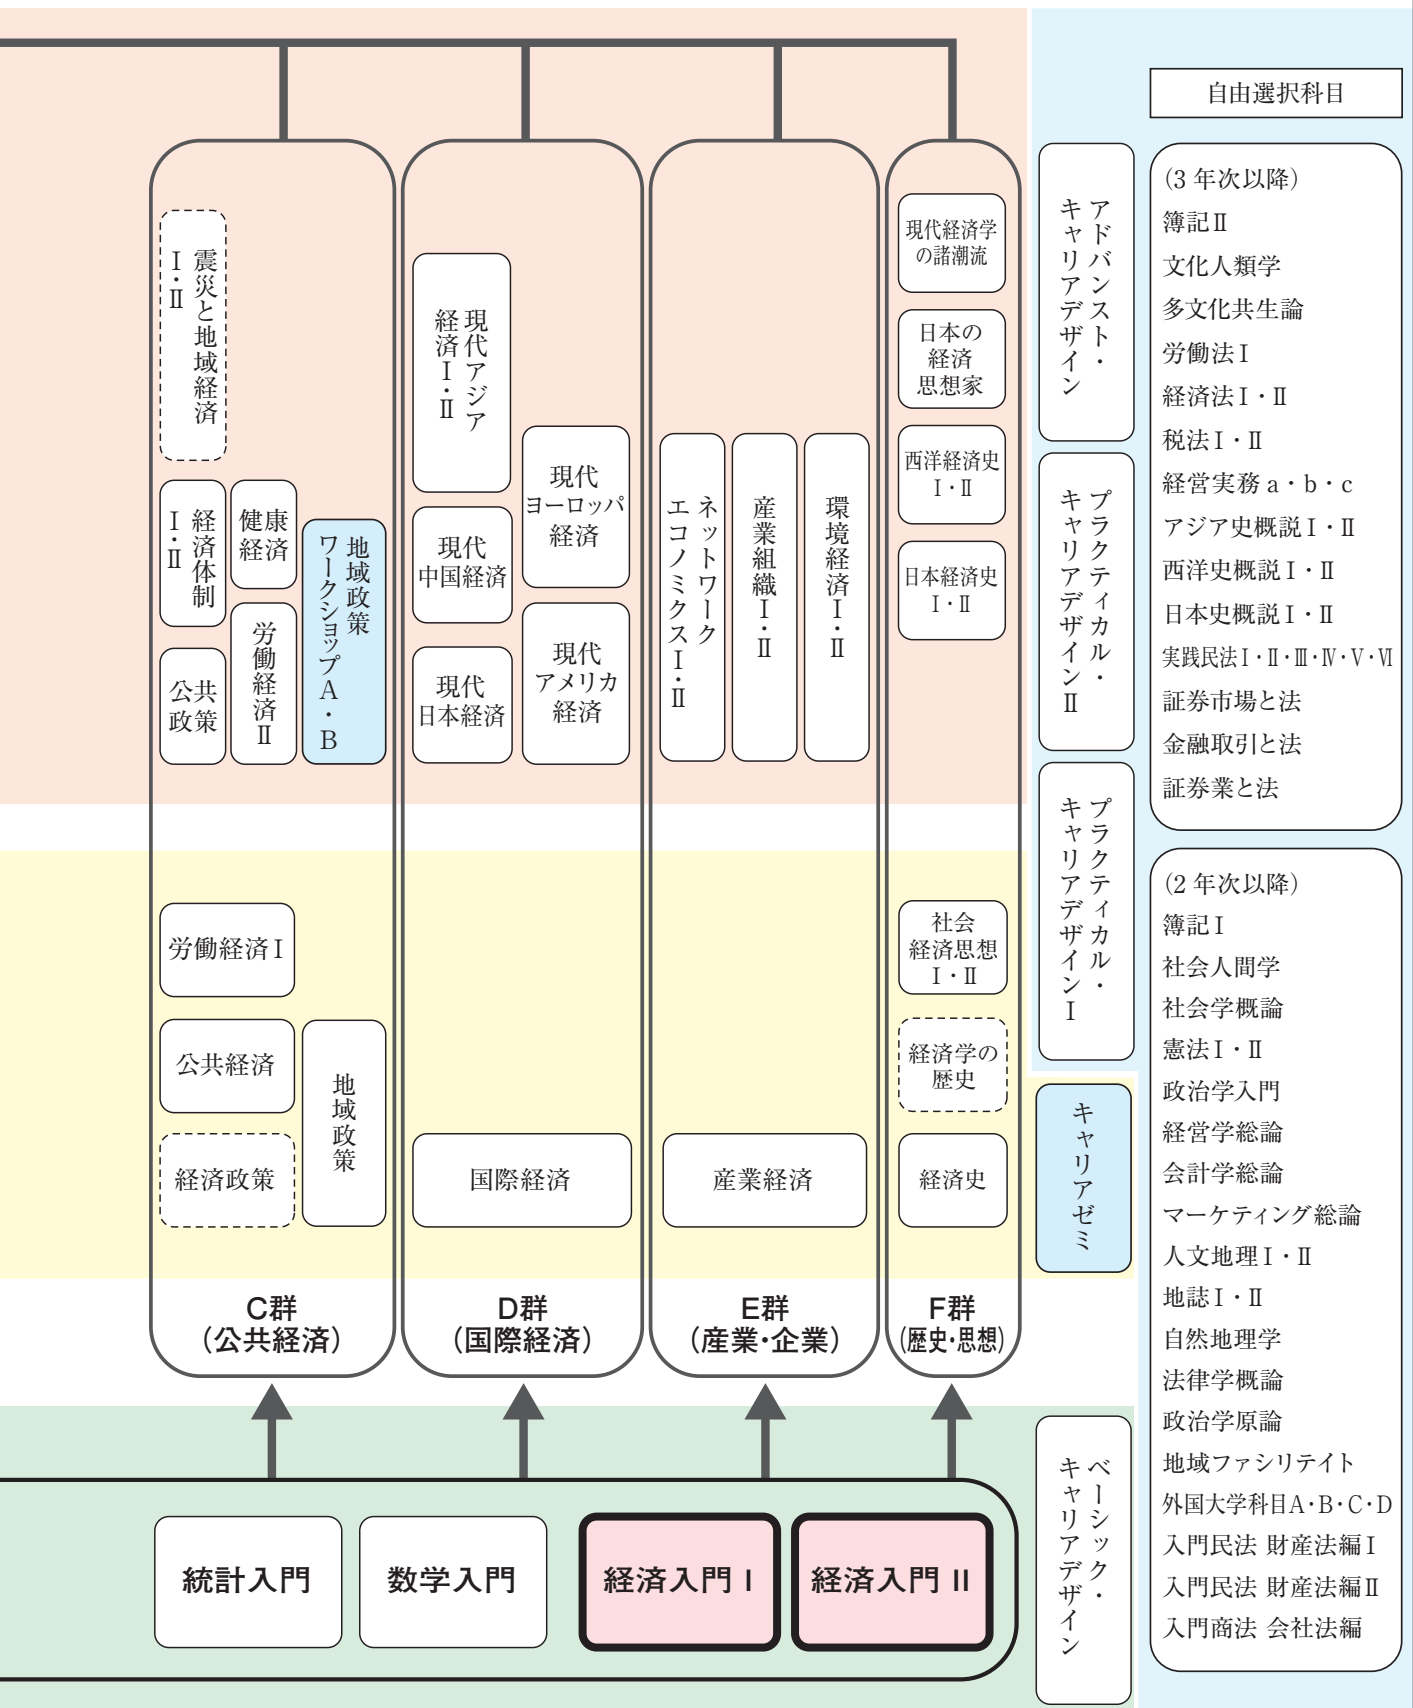 震災と地域経済
Ⅰ・Ⅱ
経済体制
Ⅰ・Ⅱ
健康
経済
公共
政策
労働経済Ⅱ
地域政策
ワークショップA・B
労働経済Ⅰ
公共経済
経済政策
地域政策
C群
(公共経済)
現代アジア
経済Ⅰ・Ⅱ
現代
ヨーロッパ
経済
現代
中国経済
現代
アメリカ
経済
現代
日本経済
国際経済
D群
(国際経済)
ネットワーク
エコノミクスⅠ・Ⅱ
産業組織Ⅰ・Ⅱ
環境経済Ⅰ・Ⅱ
産業経済
E群
(産業・企業)
現代経済学
の諸潮流
日本の
経済
思想家
西洋経済史
Ⅰ・Ⅱ
日本経済史
Ⅰ・Ⅱ
社会
経済思想
Ⅰ・Ⅱ
経済学の
歴史
経済史
F群
(歴史・思想)
統計入門
数学入門
経済入門 I
経済入門 II
アドバンスト・
キャリアデザイン
プラクティカル・
キャリアデザインⅡ
プラクティカル・
キャリアデザインⅠ
キャリアゼミ
ベーシック・
キャリアデザイン
自由選択科目
(3年次以降)
簿記Ⅱ
文化人類学
多文化共生論
労働法Ⅰ
経済法Ⅰ・Ⅱ
税法Ⅰ・Ⅱ
経営実務 a・b・c
アジア史概説Ⅰ・Ⅱ
西洋史概説Ⅰ・Ⅱ
日本史概説Ⅰ・Ⅱ
実践民法Ⅰ・Ⅱ・Ⅲ・Ⅳ・Ⅴ・Ⅵ
証券市場と法
金融取引と法
証券業と法
(2年次以降)
簿記Ⅰ
社会人間学
社会学概論
憲法Ⅰ・Ⅱ
政治学入門
経営学総論
会計学総論
マーケティング総論
人文地理Ⅰ・Ⅱ
地誌Ⅰ・Ⅱ
自然地理学
法律学概論
政治学原論
地域ファシリテイト
外国大学科目A・B・C・D
入門民法 財産法編Ⅰ
入門民法 財産法編Ⅱ
入門商法 会社法編